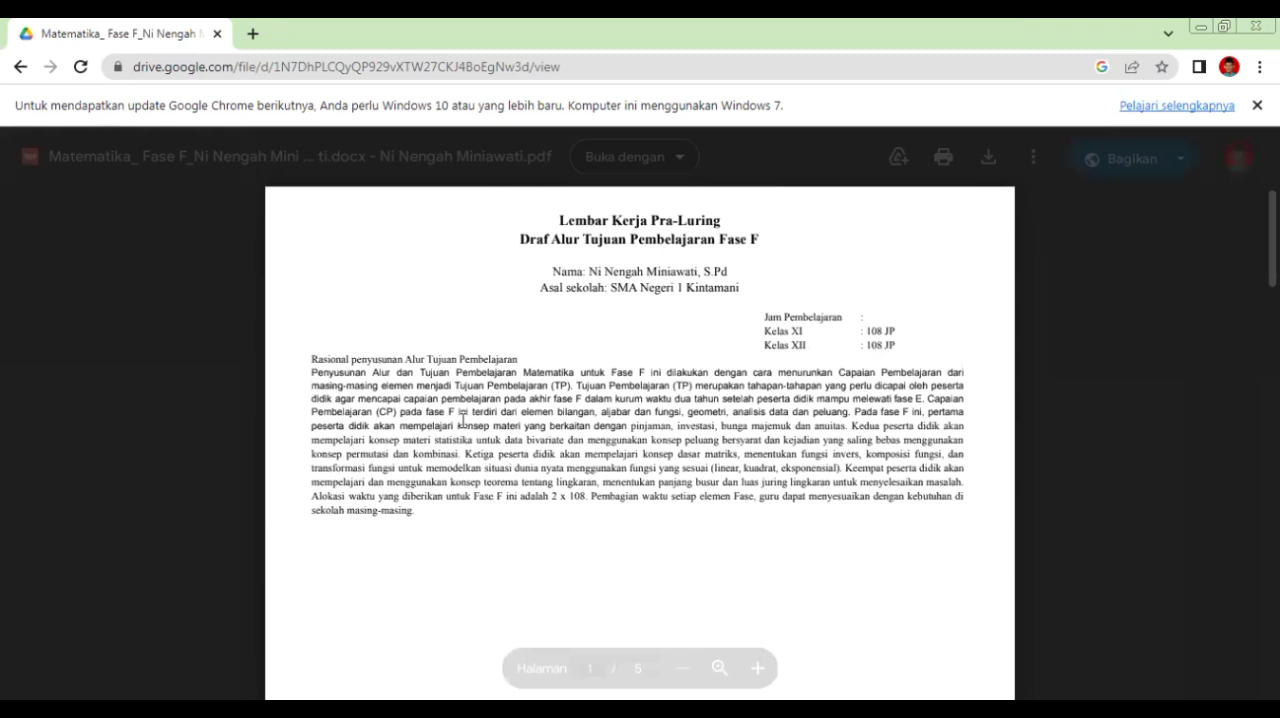 Matematika_ Fase F_Ni Nengah
drive.google.com/file/d/1N7DhPLCQyQP929vXTW27CKJ4BoEgNw3d/view
Untuk mendapatkan update Google Chrome berikutnya, Anda perlu Windows 10 atau yang lebih baru. Komputer ini menggunakan Windows 7. Pelajari selengkapnya
Matematika_ Fase F_Ni Nengah Mini ... ti.docx - Ni Nengah Miniawati.pdf Buka dengan Bagikan
Lembar Kerja Pra-Luring
Draf Alur Tujuan Pembelajaran Fase F
Nama: Ni Nengah Miniawati, S.Pd
Asal sekolah: SMA Negeri 1 Kintamani
Jam Pembelajaran :
Kelas XI : 108 JP
Kelas XII : 108 JP
Rasional penyusunan Alur Tujuan Pembelajaran
Penyusunan Alur dan Tujuan Pembelajaran Matematika untuk Fase F ini dilakukan dengan cara menurunkan Capaian Pembelajaran dari
masing-masing elemen menjadi Tujuan Pembelajaran (TP). Tujuan Pembelajaran (TP) merupakan tahapan-tahapan yang perlu dicapai oleh peserta
didik agar mencapai capaian pembelajaran pada akhir fase F dalam kurum waktu dua tahun setelah peserta didik mampu melewati fase E. Capaian
Pembelajaran (CP) pada fase F ini terdiri dari elemen bilangan, aljabar dan fungsi, geometri, analisis data dan peluang. Pada fase F ini, pertama
peserta didik akan mempelajari konsep materi yang berkaitan dengan pinjaman, investasi, bunga majemuk dan anuitas. Kedua peserta didik akan
mempelajari konsep materi statistika untuk data bivariate dan menggunakan konsep peluang bersyarat dan kejadian yang saling bebas menggunakan
konsep permutasi dan kombinasi. Ketiga peserta didik akan mempelajari konsep dasar matriks, menentukan fungsi invers, komposisi fungsi, dan
transformasi fungsi untuk memodelkan situasi dunia nyata menggunakan fungsi yang sesuai (linear, kuadrat, eksponensial). Keempat peserta didik akan
mempelajari dan menggunakan konsep teorema tentang lingkaran, menentukan panjang busur dan luas juring lingkaran untuk menyelesaikan masalah.
Alokasi waktu yang diberikan untuk Fase F ini adalah 2 x 108. Pembagian waktu setiap elemen Fase, guru dapat menyesuaikan dengan kebutuhan di
sekolah masing-masing.
Halaman 1 / 5